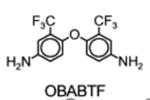 F₃C CF₃
O
H₂N NH₂
OBABTF